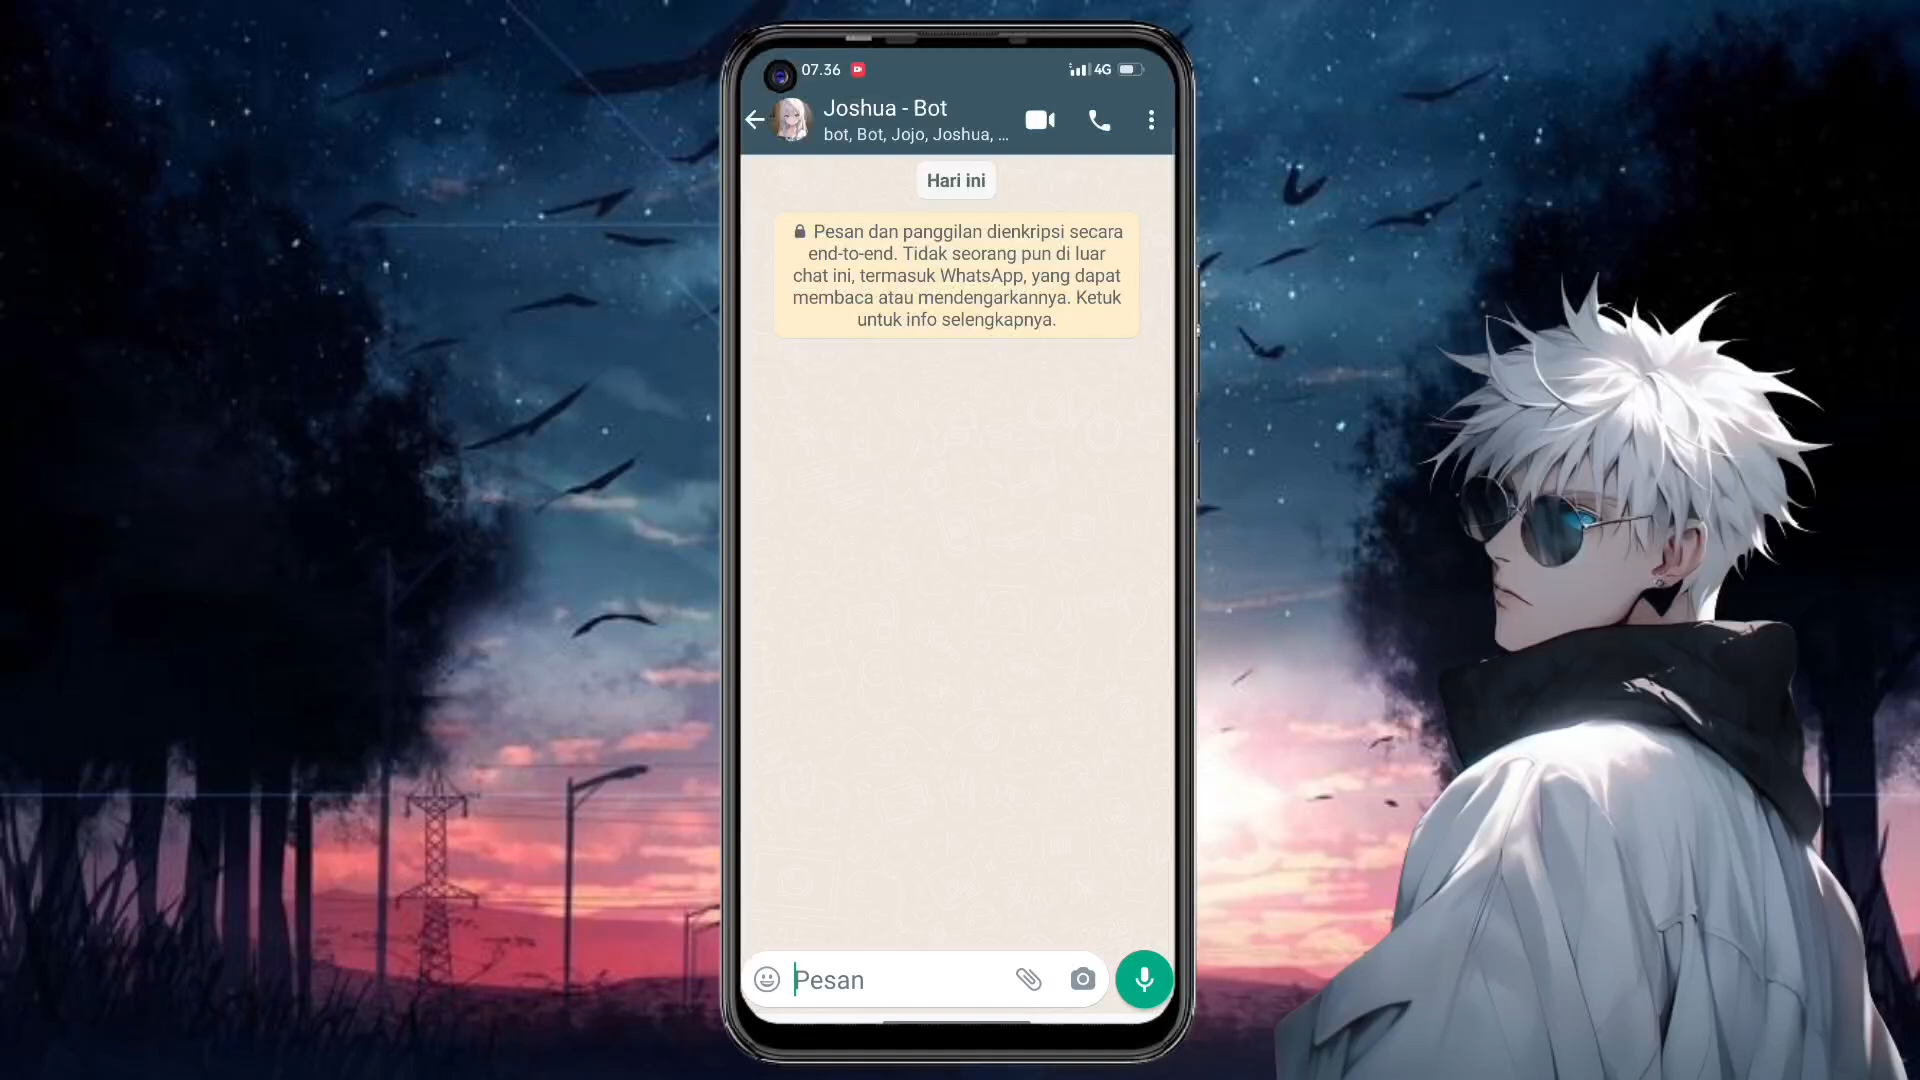 07.36
4G
Joshua - Bot
bot, Bot, Jojo, Joshua, ...
Hari ini
Pesan dan panggilan dienkripsi secara
end-to-end. Tidak seorang pun di luar
chat ini, termasuk WhatsApp, yang dapat
membaca atau mendengarkannya. Ketuk
untuk info selengkapnya.
Pesan